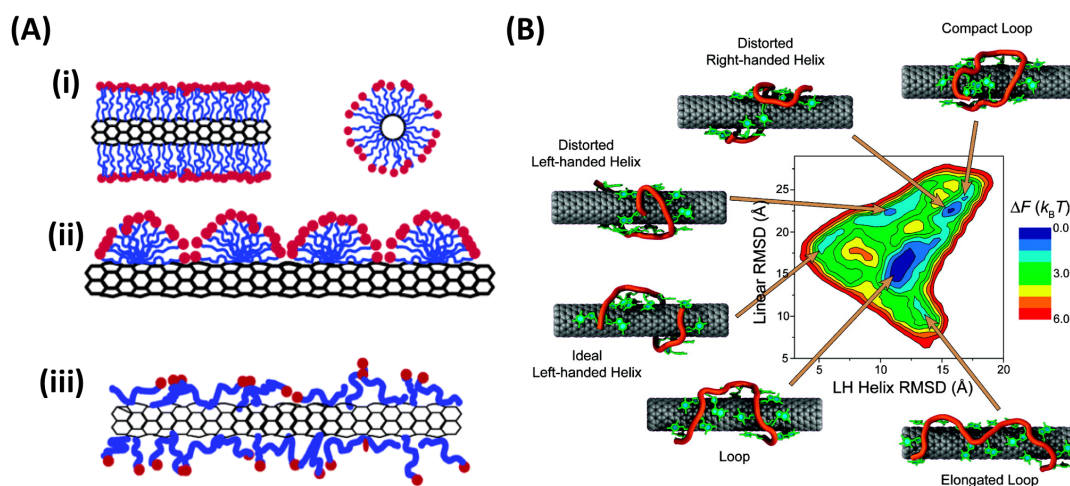 (A)
(i)
(ii)
(iii)
(B)
Distorted
Right-handed Helix
Compact Loop
Distorted
Left-handed Helix
Ideal
Left-handed Helix
Loop
Elongated Loop
Linear RMSD (Å)
25
20
15
10
5
5
10
15
20
LH Helix RMSD (Å)
ΔF (kBT)
0.0
3.0
6.0